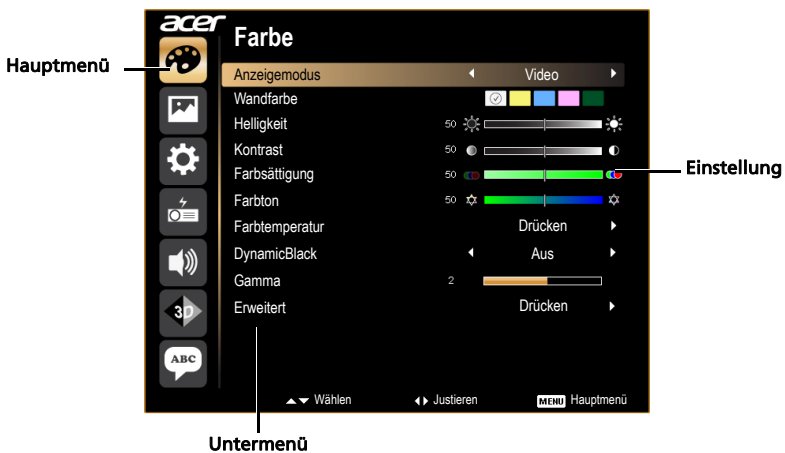 acer
Farbe
Hauptmenü
Anzeigemodus Video
Wandfarbe
Helligkeit 50
Kontrast 50
Farbsättigung 50
Einstellung
Farbton 50
Farbtemperatur Drücken
DynamicBlack Aus
Gamma 2
3D
Erweitert Drücken
ABC
Wählen Justieren MENU Hauptmenü
Untermenü